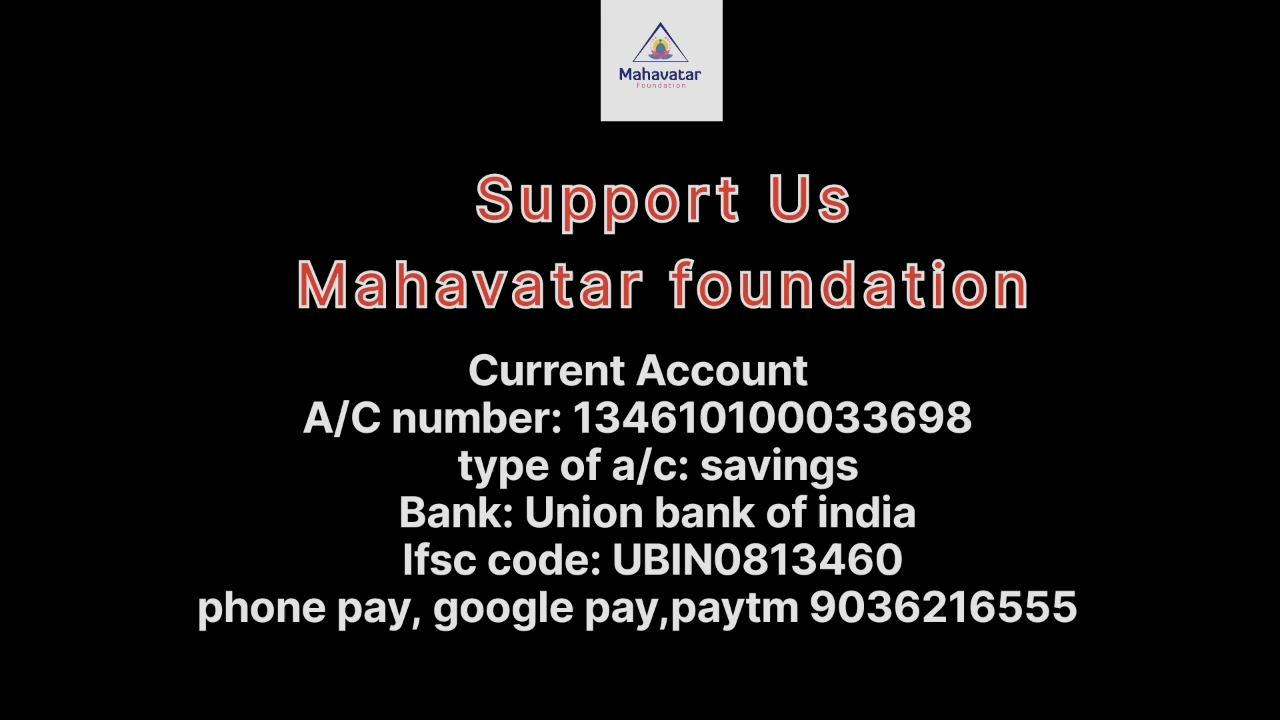 Mahavatar
Foundation
Support Us
Mahavatar foundation
Current Account
A/C number: 134610100033698
type of a/c: savings
Bank: Union bank of india
Ifsc code: UBIN0813460
phone pay, google pay,paytm 9036216555